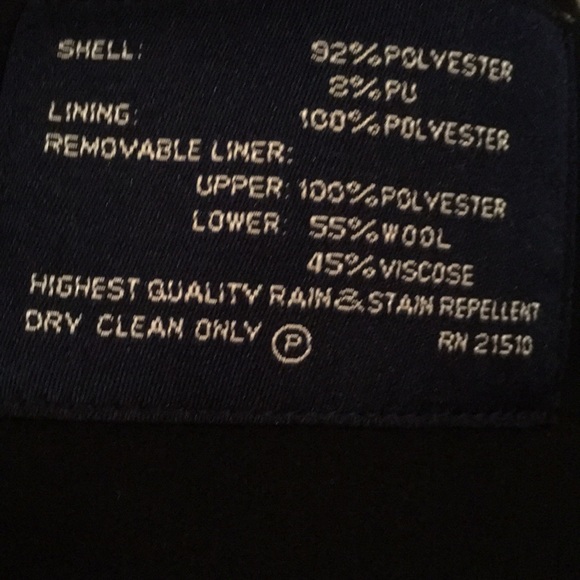 SHELL: 92% POLYESTER
8% PU
LINING: 100% POLYESTER
REMOVABLE LINER:
UPPER: 100% POLYESTER
LOWER: 55% WOOL
45% VISCOSE
HIGHEST QUALITY RAIN & STAIN REPELLENT
DRY CLEAN ONLY P RN 21510